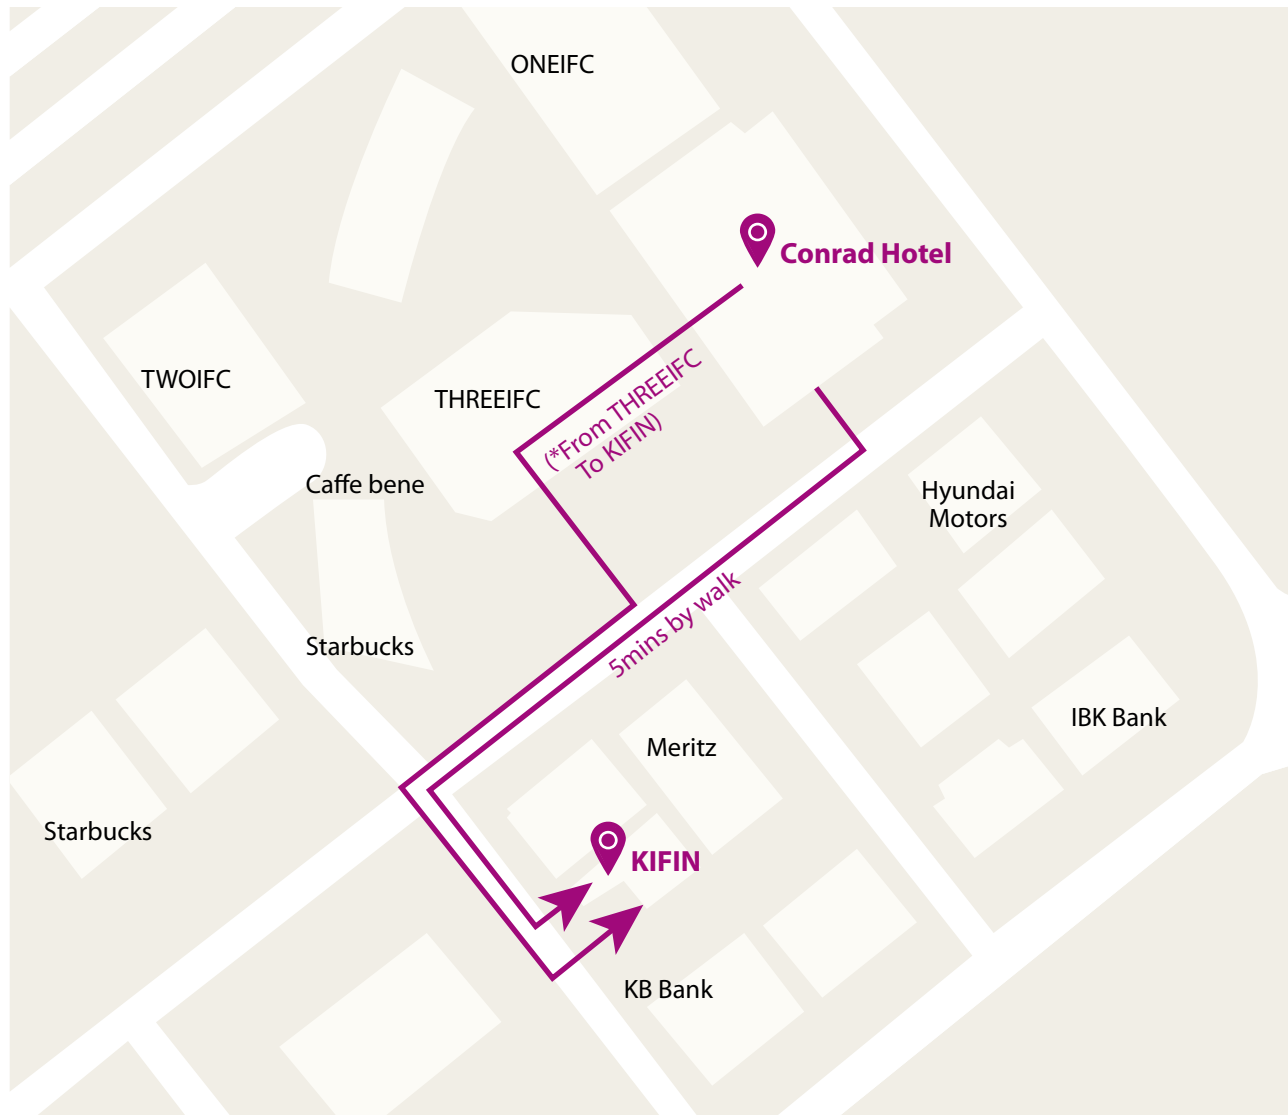 ONEIFC
Conrad Hotel
TWOIFC
THREEIFC
(*From THREEIFC
To KIFIN)
Caffe bene
Hyundai
Motors
5mins by walk
Starbucks
IBK Bank
Meritz
Starbucks
KIFIN
KB Bank